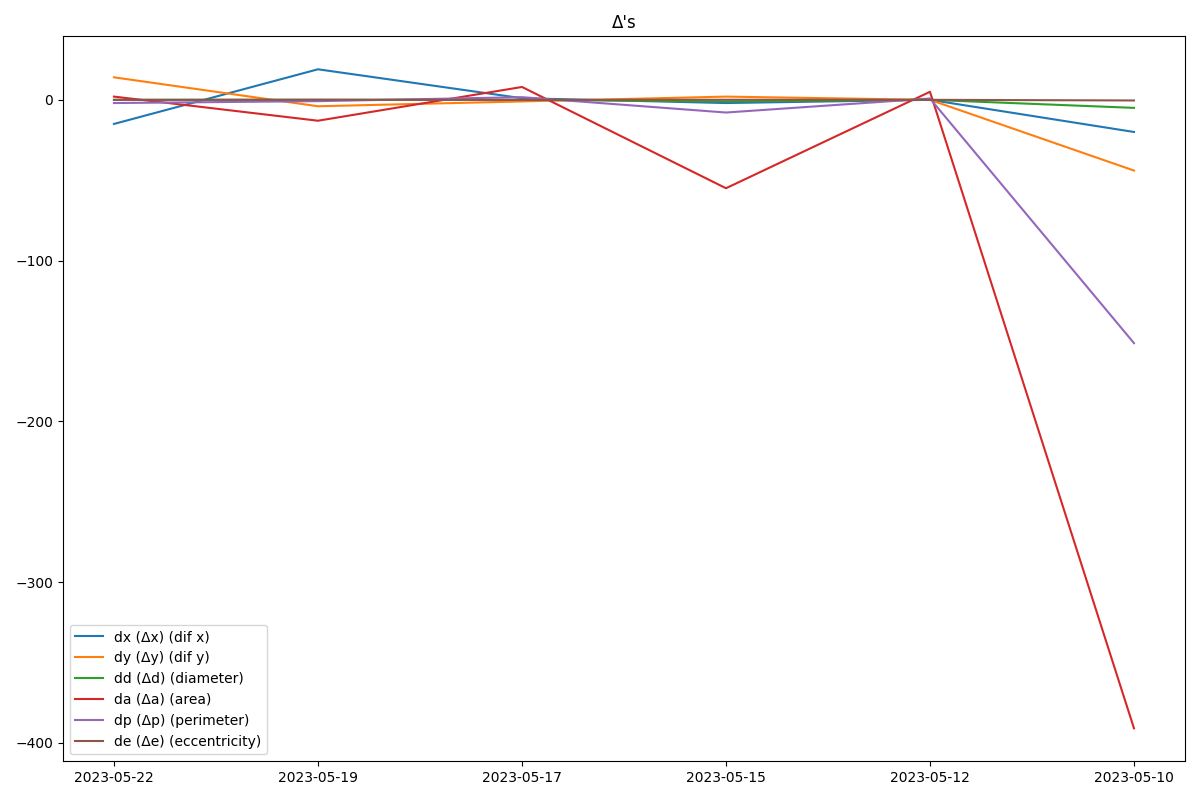 Δ's
0
−100
−200
−300
−400
dx (Δx) (dif x)
dy (Δy) (dif y)
dd (Δd) (diameter)
da (Δa) (area)
dp (Δp) (perimeter)
de (Δe) (eccentricity)
2023-05-22 2023-05-19 2023-05-17 2023-05-15 2023-05-12 2023-05-10